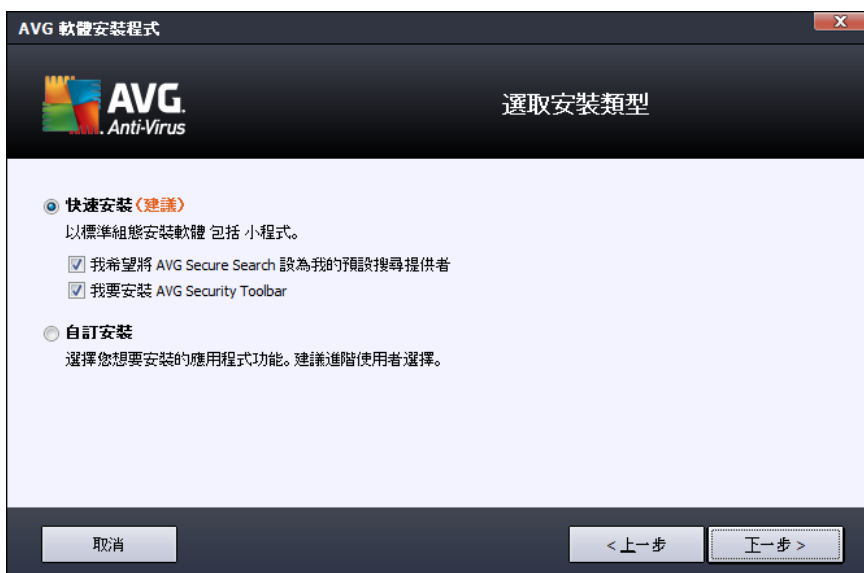 AVG 軟體安裝程式
AVG.
Anti-Virus
選取安裝類型
快速安裝(建議)
以標準組態安裝軟體 包括 小程式。
我希望將 AVG Secure Search 設為我的預設搜尋提供者
我要安裝 AVG Security Toolbar
自訂安裝
選擇您想要安裝的應用程式功能。建議進階使用者選擇。
取消
<上一步
下一步>